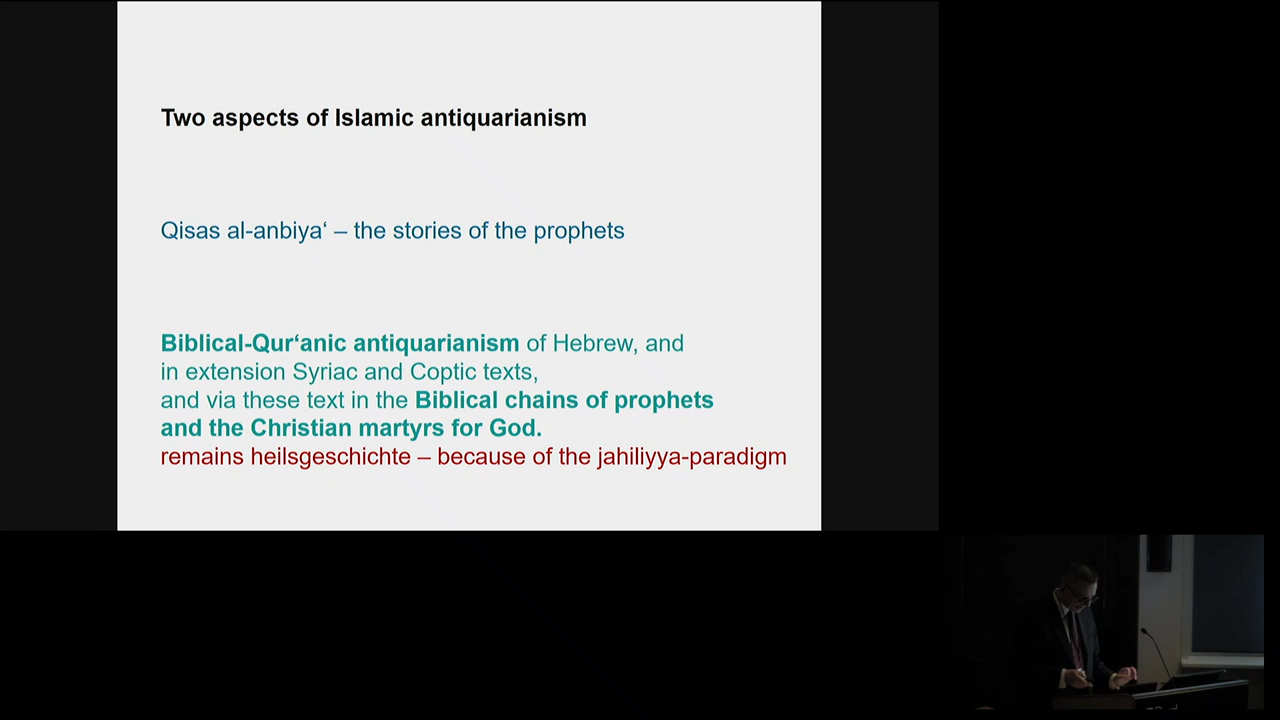 Two aspects of Islamic antiquarianism
Qisas al-anbiya‘ – the stories of the prophets
Biblical-Qur‘anic antiquarianism of Hebrew, and
in extension Syriac and Coptic texts,
and via these text in the Biblical chains of prophets
and the Christian martyrs for God.
remains heilsgeschichte – because of the jahiliyya-paradigm